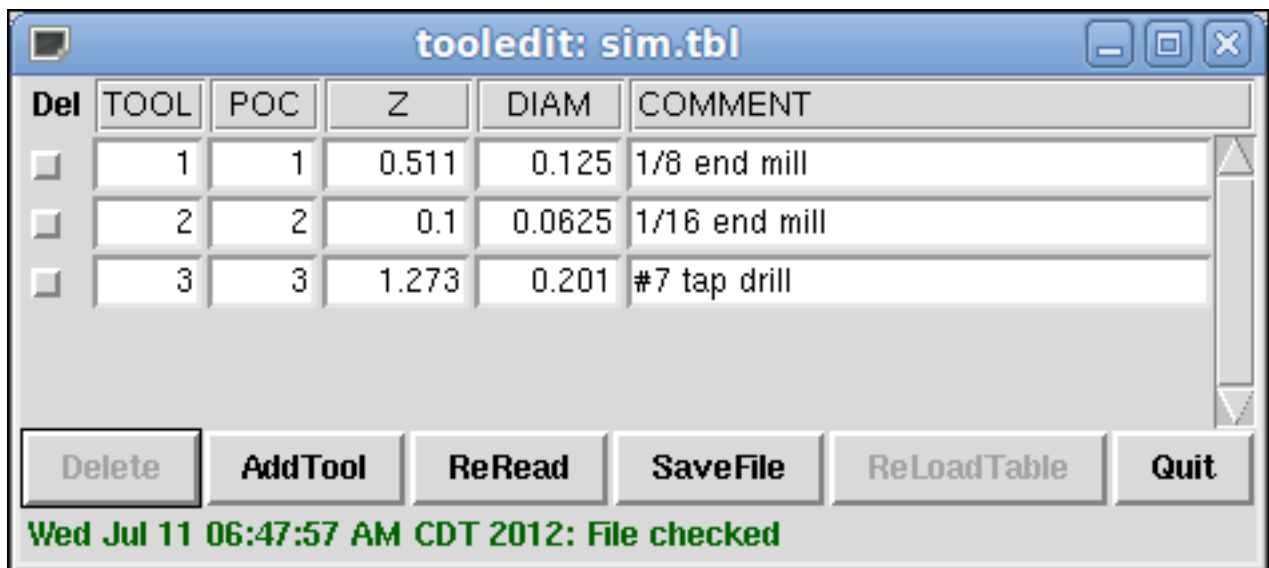 tooledit: sim.tbl
Del TOOL POC Z DIAM COMMENT
1 1 0.511 0.125 1/8 end mill
2 2 0.1 0.0625 1/16 end mill
3 3 1.273 0.201 #7 tap drill
Delete AddTool ReRead SaveFile ReLoadTable Quit
Wed Jul 11 06:47:57 AM CDT 2012: File checked